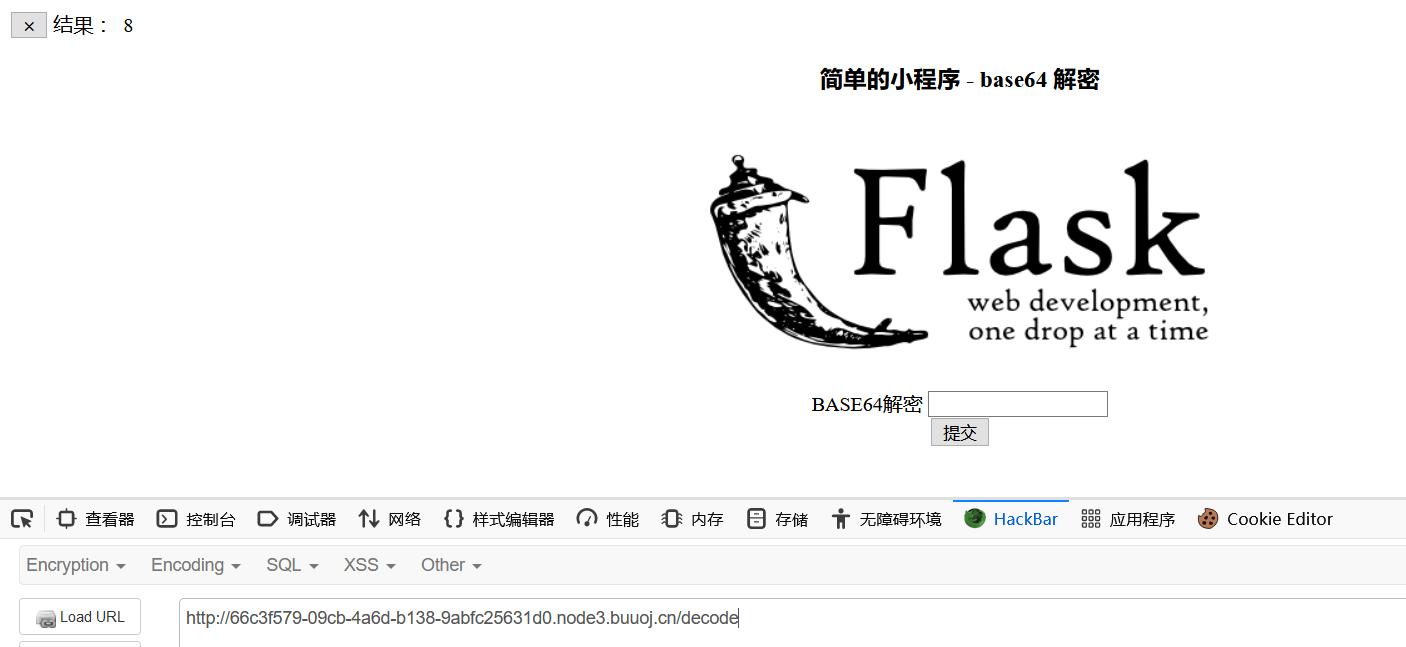 × 结果： 8
简单的小程序 - base64 解密
Flask
web development,
one drop at a time
BASE64解密
提交
查看器 控制台 调试器 网络 样式编辑器 性能 内存 存储 无障碍环境 HackBar 应用程序 Cookie Editor
Encryption Encoding SQL XSS Other
Load URL http://66c3f579-09cb-4a6d-b138-9abfc25631d0.node3.buuoj.cn/decode